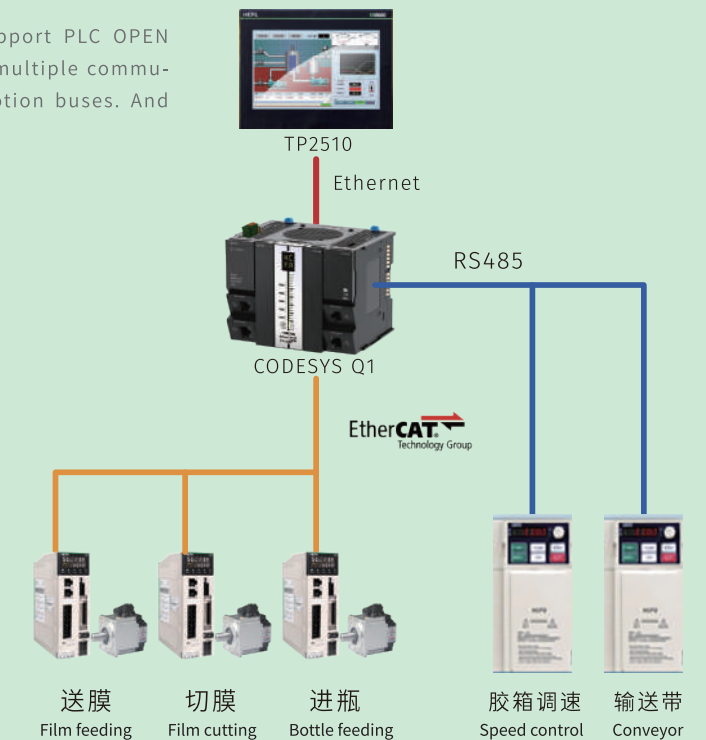 pport PLC OPEN
multiple commu-
otion buses. And
TP2510
Ethernet
RS485
CODESYS Q1
EtherCAT®
Technology Group
送膜
Film feeding
切膜
Film cutting
进瓶
Bottle feeding
胶箱调速
Speed control
输送带
Conveyor